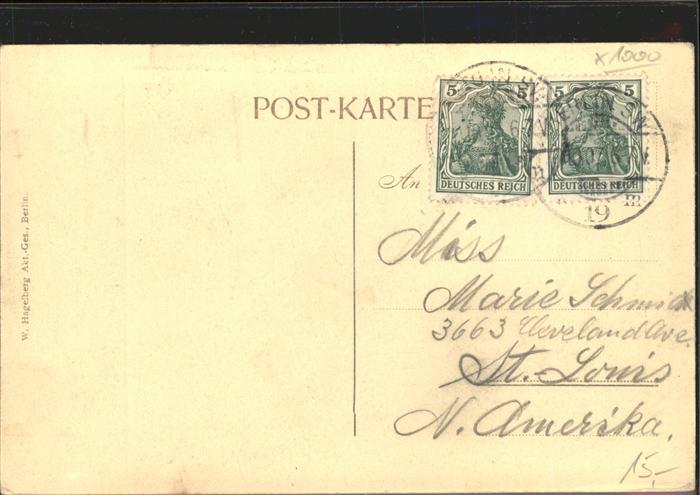 x1000
POST-KARTE
5 5
DEUTSCHES REICH
5 5
DEUTSCHES REICH
BERLIN
19
m
An
Miss
Marie Schmidt
3663 Cleveland Ave.
St. Louis
N. Amerika.
15,-
W. Hagelberg Akt.-Ges., Berlin.